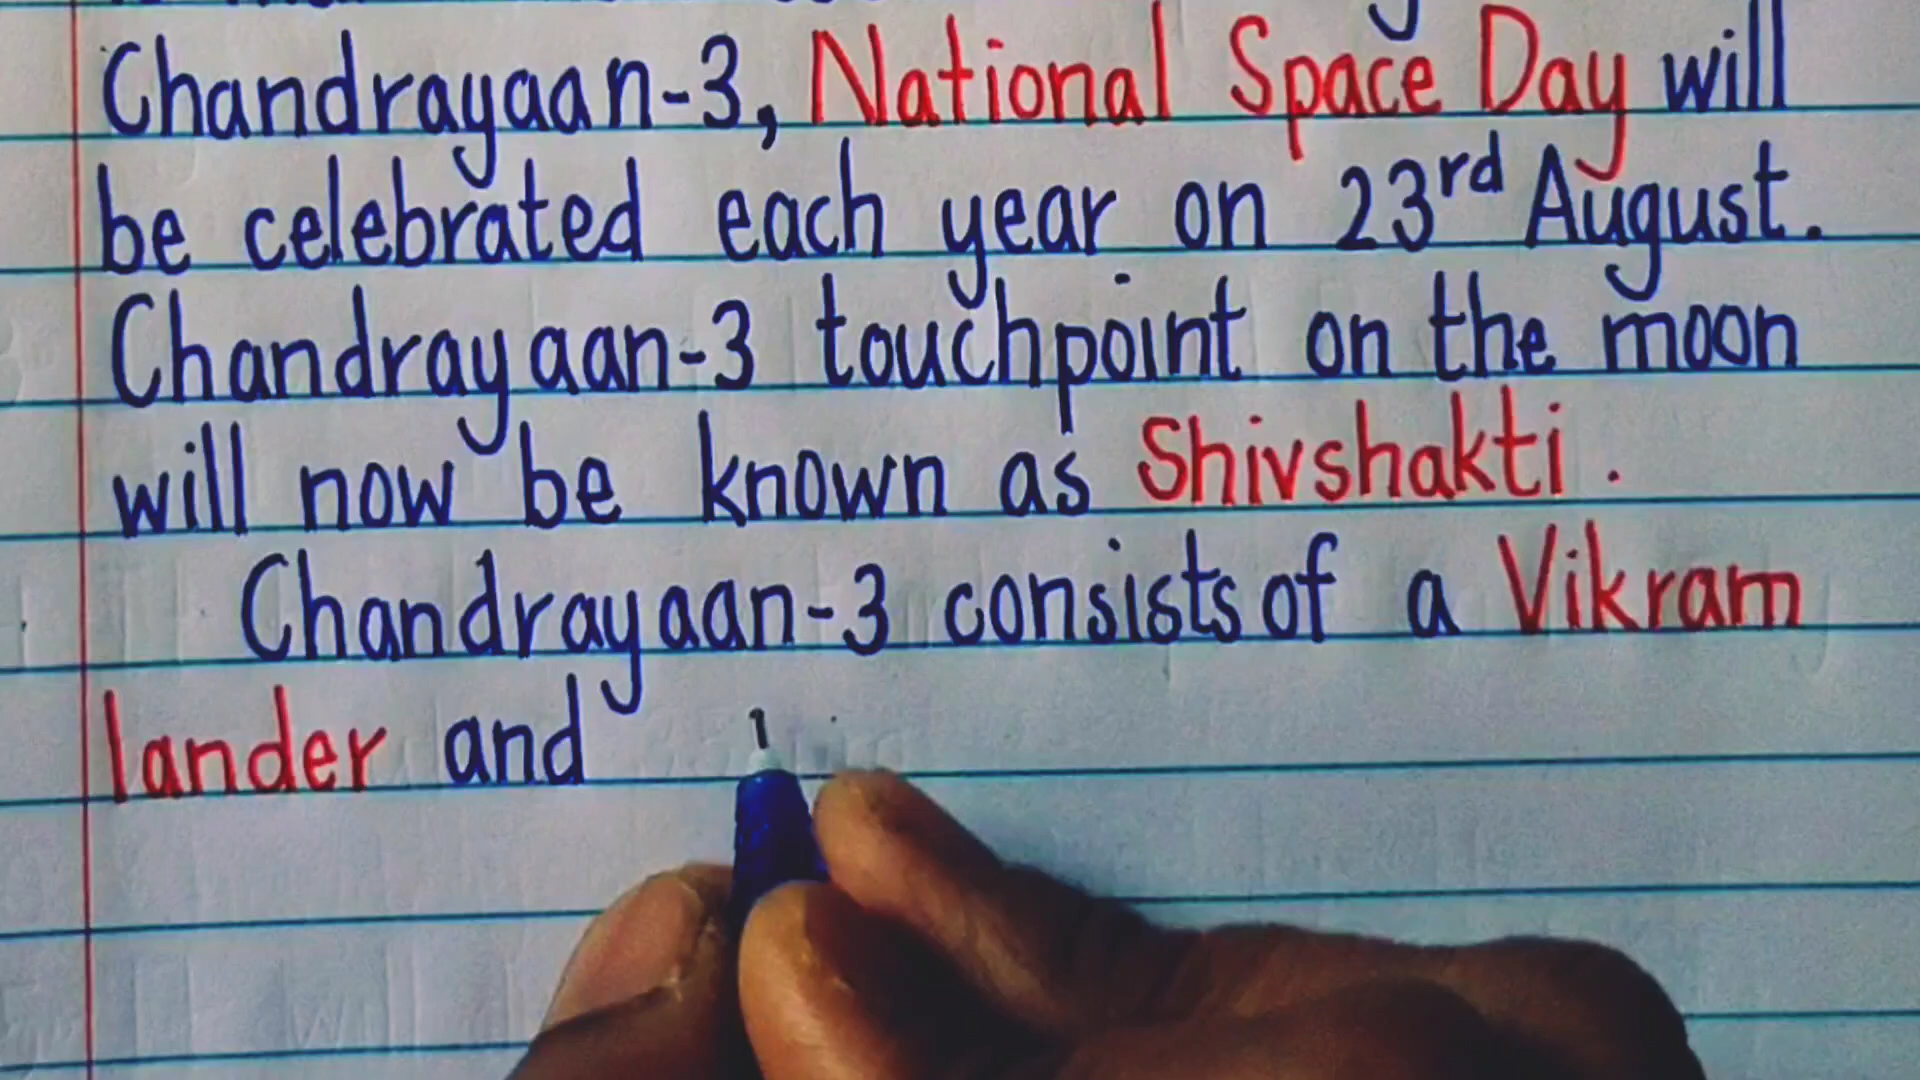 Chandrayaan-3, National Space Day will
be celebrated each year on 23rd August.
Chandrayaan-3 touchpoint on the moon
will now be known as Shivshakti.
Chandrayaan-3 consists of a Vikram
lander and